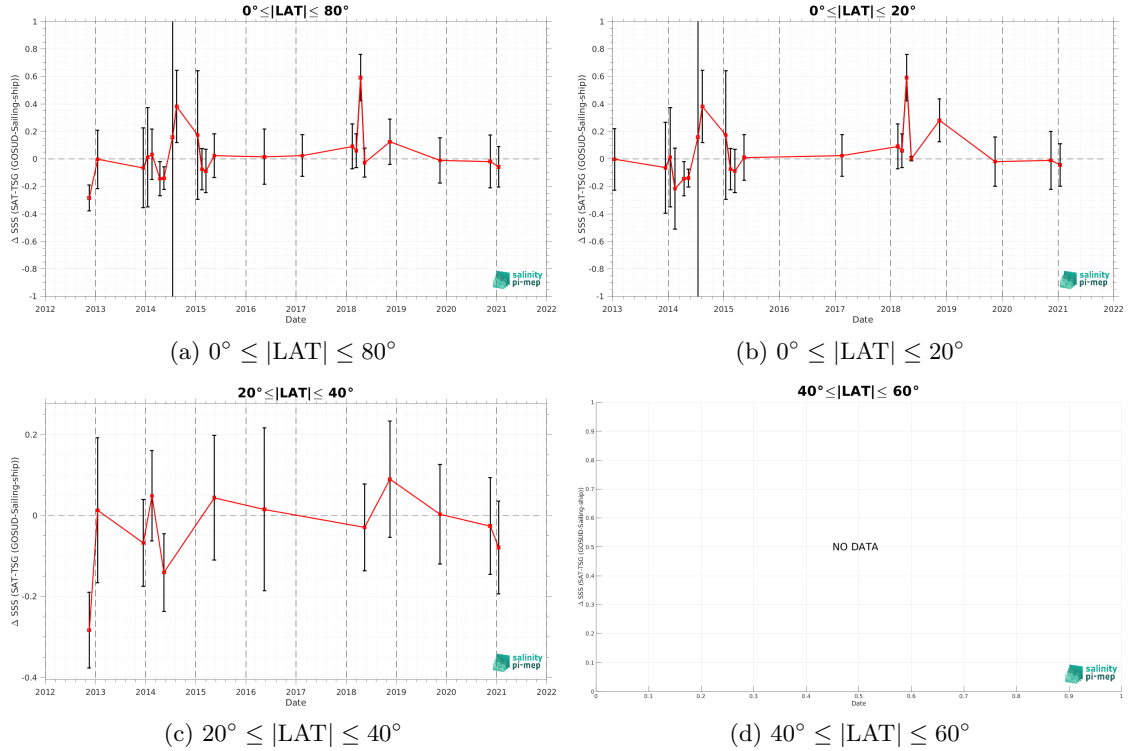 0°≤|LAT|≤ 80°
Δ SSS (SAT-TSG (GOSUD-Sailing-ship))
1
0.8
0.6
0.4
0.2
0
-0.2
-0.4
-0.6
-0.8
-1
2012 2013 2014 2015 2016 2017 2018 2019 2020 2021 2022
Date
salinity
pi-mep
(a) 0° ≤ |LAT| ≤ 80°
0°≤|LAT|≤ 20°
Δ SSS (SAT-TSG (GOSUD-Sailing-ship))
1
0.8
0.6
0.4
0.2
0
-0.2
-0.4
-0.6
-0.8
-1
2013 2014 2015 2016 2017 2018 2019 2020 2021 2022
Date
salinity
pi-mep
(b) 0° ≤ |LAT| ≤ 20°
20°≤|LAT|≤ 40°
Δ SSS (SAT-TSG (GOSUD-Sailing-ship))
0.2
0
-0.2
-0.4
2012 2013 2014 2015 2016 2017 2018 2019 2020 2021 2022
Date
salinity
pi-mep
(c) 20° ≤ |LAT| ≤ 40°
40°≤|LAT|≤ 60°
Δ SSS (SAT-TSG (GOSUD-Sailing-ship))
1
0.9
0.8
0.7
0.6
0.5
0.4
0.3
0.2
0.1
0
NO DATA
0 0.1 0.2 0.3 0.4 0.5 0.6 0.7 0.8 0.9 1
Date
salinity
pi-mep
(d) 40° ≤ |LAT| ≤ 60°